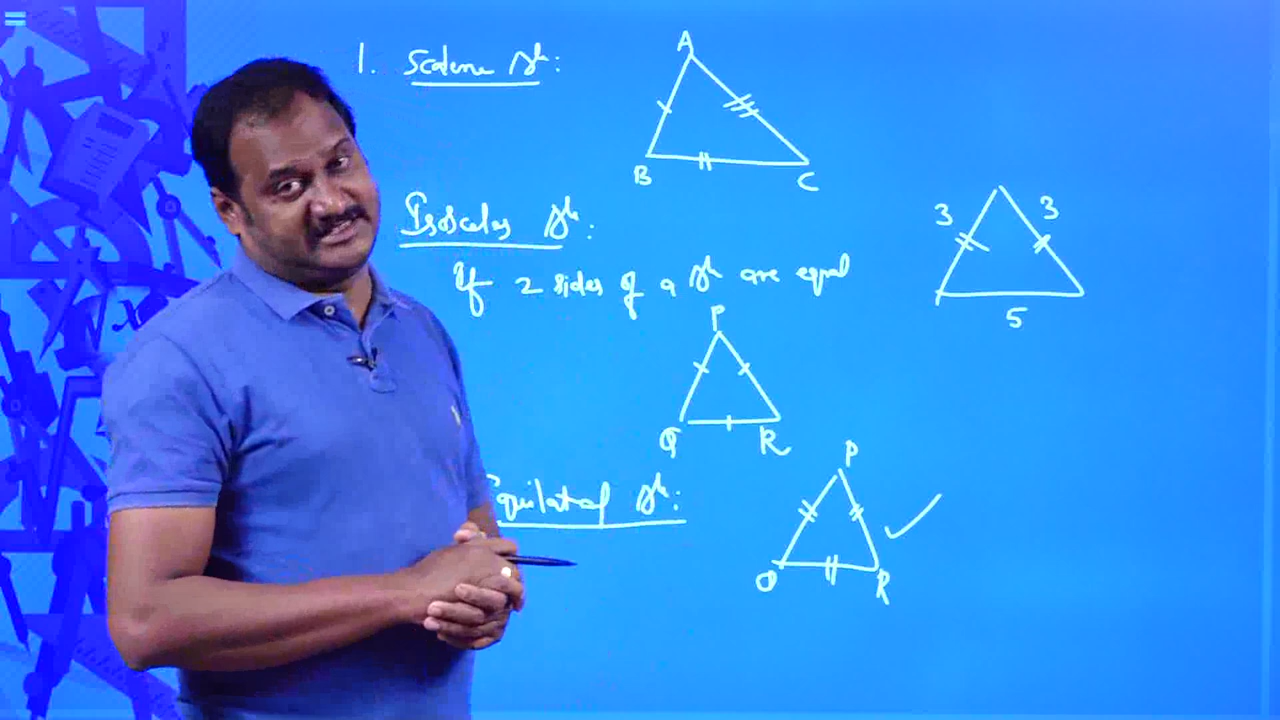 1. Scalene Δle:
A
B C
Isosceles Δle:
3 3
5
If 2 sides of a Δle are equal
P
Q R
Equilateral Δle:
P
Q R